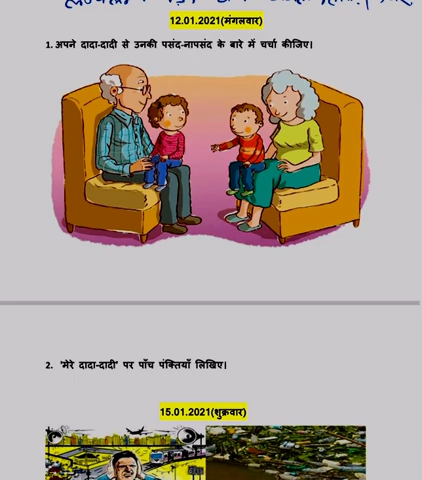 12.01.2021(मंगलवार)
1. अपने दादा-दादी से उनकी पसंद-नापसंद के बारे में चर्चा कीजिए।
2. 'मेरे दादा-दादी' पर पाँच पंक्तियाँ लिखिए।
15.01.2021(शुक्रवार)